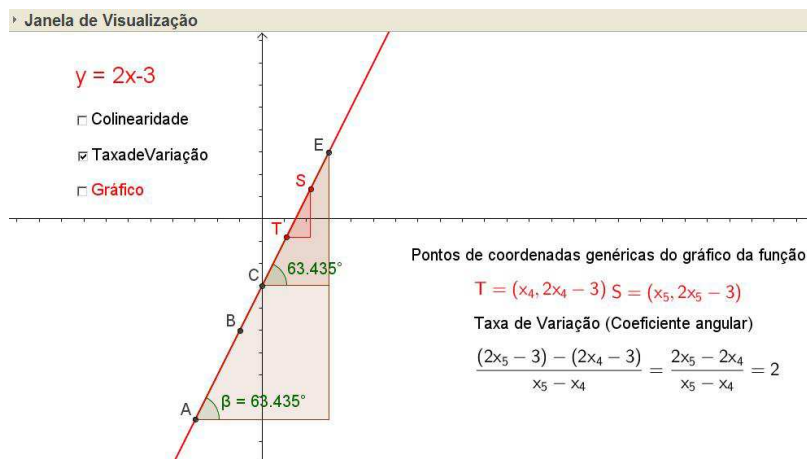 Janela de Visualização
y = 2x-3
Colinearidade
TaxadeVariação
Gráfico
E
S
T
C
63.435°
B
A
β = 63.435°
Pontos de coordenadas genéricas do gráfico da função
T = (x₄, 2x₄ − 3) S = (x₅, 2x₅ − 3)
Taxa de Variação (Coeficiente angular)
(2x₅ − 3) − (2x₄ − 3) / x₅ − x₄ = 2x₅ − 2x₄ / x₅ − x₄ = 2